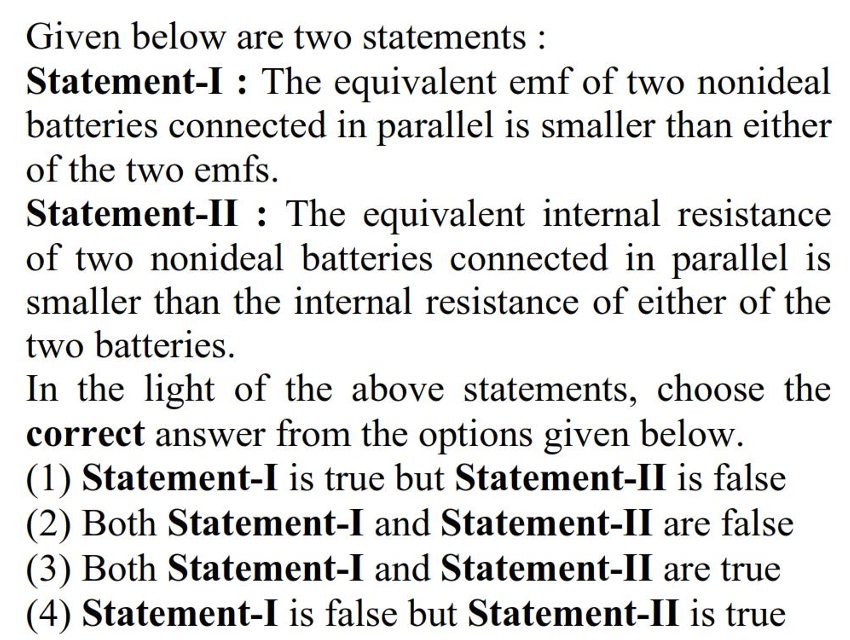 Given below are two statements :
Statement-I : The equivalent emf of two nonideal
batteries connected in parallel is smaller than either
of the two emfs.
Statement-II : The equivalent internal resistance
of two nonideal batteries connected in parallel is
smaller than the internal resistance of either of the
two batteries.
In the light of the above statements, choose the
correct answer from the options given below.
(1) Statement-I is true but Statement-II is false
(2) Both Statement-I and Statement-II are false
(3) Both Statement-I and Statement-II are true
(4) Statement-I is false but Statement-II is true